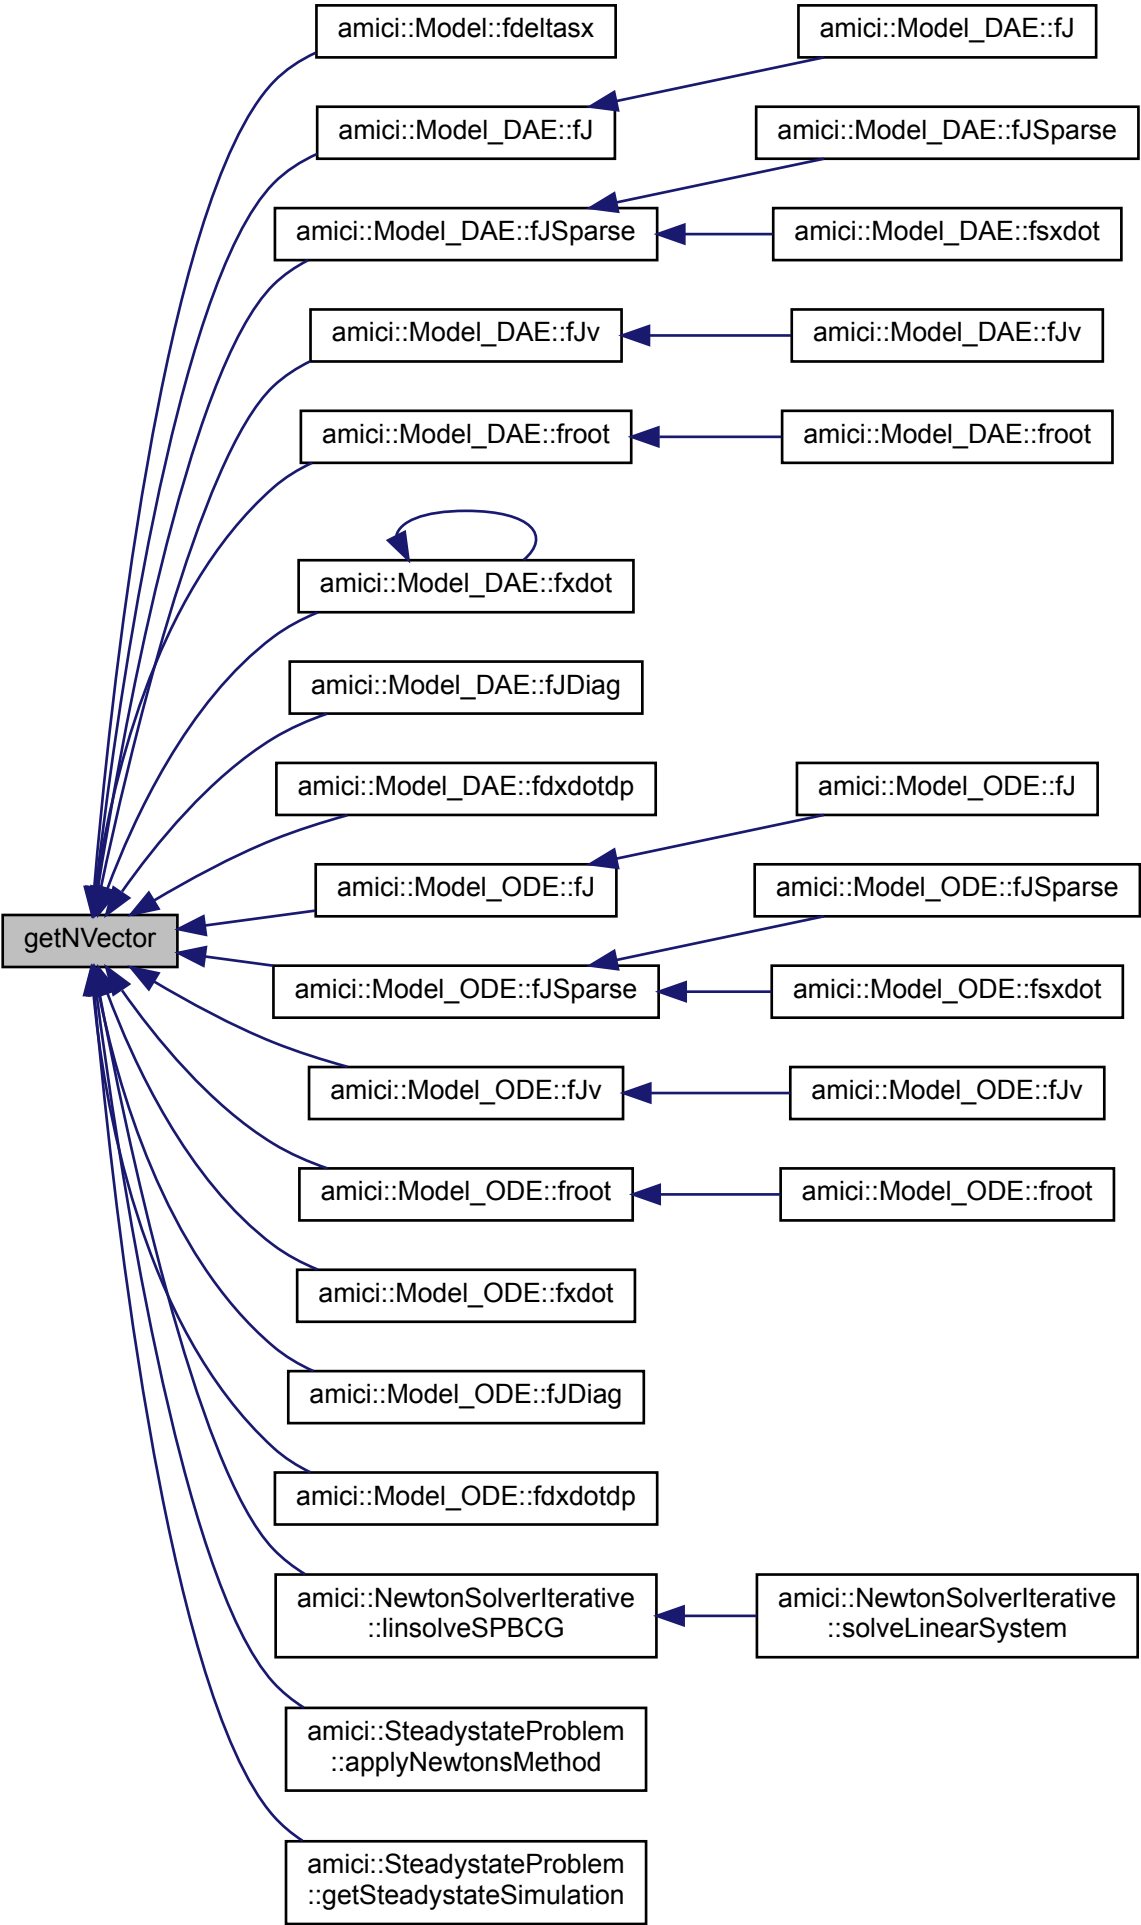 amici::Model::fdeltasx
amici::Model_DAE::fJ
amici::Model_DAE::fJ
amici::Model_DAE::fJSparse
amici::Model_DAE::fJSparse
amici::Model_DAE::fsxdot
amici::Model_DAE::fJv
amici::Model_DAE::fJv
amici::Model_DAE::froot
amici::Model_DAE::froot
amici::Model_DAE::fxdot
amici::Model_DAE::fJDiag
amici::Model_DAE::fdxdotdp
amici::Model_ODE::fJ
amici::Model_ODE::fJ
amici::Model_ODE::fJSparse
getNVector
amici::Model_ODE::fJSparse
amici::Model_ODE::fsxdot
amici::Model_ODE::fJv
amici::Model_ODE::fJv
amici::Model_ODE::froot
amici::Model_ODE::froot
amici::Model_ODE::fxdot
amici::Model_ODE::fJDiag
amici::Model_ODE::fdxdotdp
amici::NewtonSolverIterative
::linsolveSPBCG
amici::NewtonSolverIterative
::solveLinearSystem
amici::SteadystateProblem
::applyNewtonsMethod
amici::SteadystateProblem
::getSteadystateSimulation